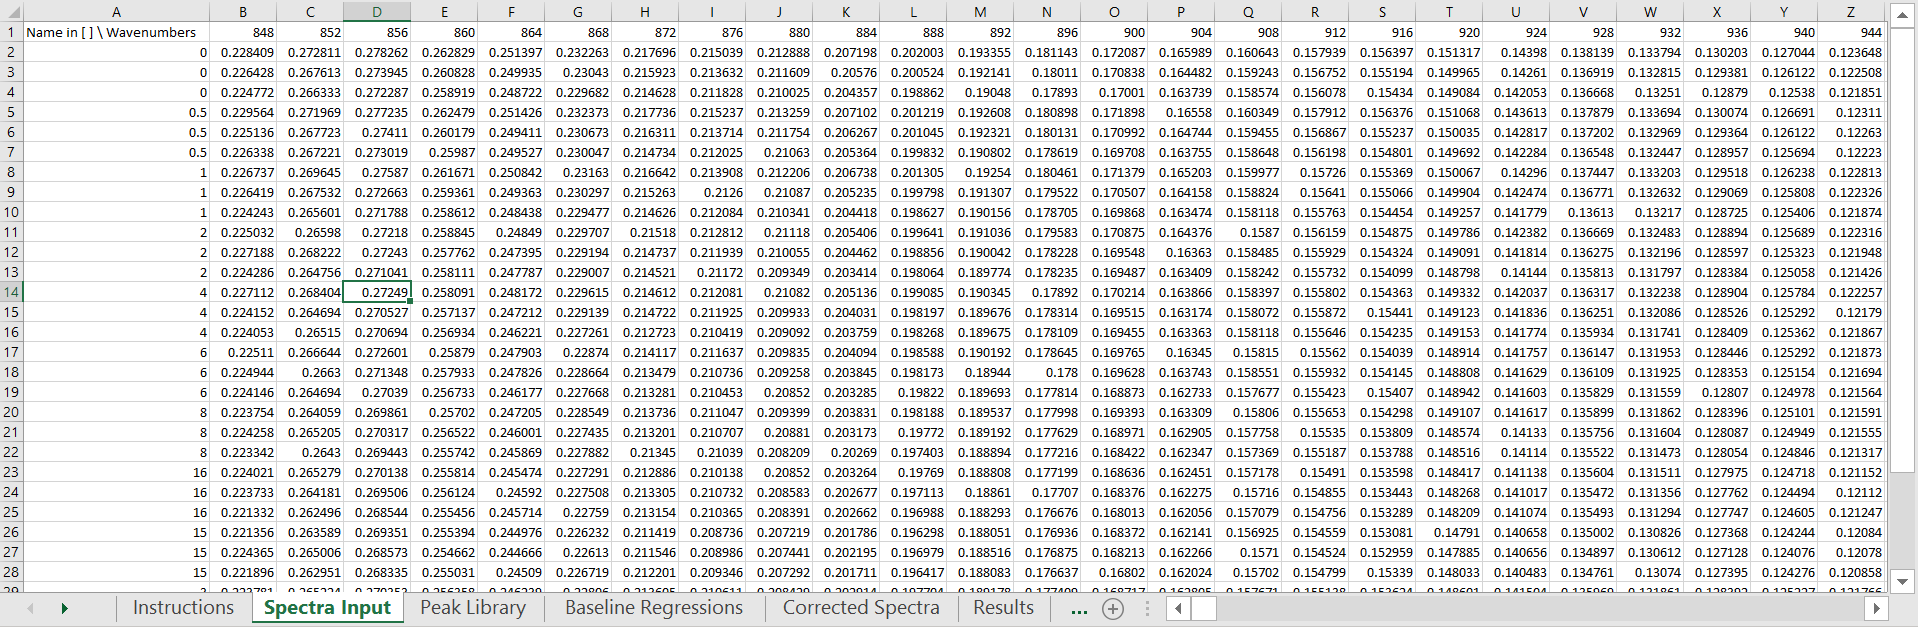 A B C D E F G H I J K L M N O P Q R S T U V W X Y Z
1 Name in [ ] \ Wavenumbers 848 852 856 860 864 868 872 876 880 884 888 892 896 900 904 908 912 916 920 924 928 932 936 940 944
2 0 0.228409 0.272811 0.278262 0.262829 0.251397 0.232263 0.217696 0.215039 0.212888 0.207198 0.202003 0.193355 0.181143 0.172087 0.165989 0.160643 0.157939 0.156397 0.151317 0.14398 0.138139 0.133794 0.130203 0.127044 0.123648
3 0 0.226428 0.267613 0.273945 0.260828 0.249935 0.23043 0.215923 0.213632 0.211609 0.20576 0.200524 0.192141 0.18011 0.170838 0.164482 0.159243 0.156752 0.155194 0.149965 0.14261 0.136919 0.132815 0.129381 0.126122 0.122508
4 0 0.224772 0.266333 0.272287 0.258919 0.248722 0.229682 0.214628 0.211828 0.210025 0.204357 0.198862 0.19048 0.17893 0.17001 0.163739 0.158574 0.156078 0.15434 0.149084 0.142053 0.136668 0.13251 0.12879 0.12538 0.121851
5 0.5 0.229564 0.271969 0.277235 0.262479 0.251426 0.232373 0.217736 0.215237 0.213259 0.207102 0.201219 0.192608 0.180898 0.171898 0.16558 0.160349 0.157912 0.156376 0.151068 0.143613 0.137879 0.133694 0.130074 0.126691 0.12311
6 0.5 0.225136 0.267723 0.27411 0.260179 0.249411 0.230673 0.216311 0.213714 0.211754 0.206267 0.201045 0.192321 0.180131 0.170992 0.164744 0.159455 0.156867 0.155237 0.150035 0.142817 0.137202 0.132969 0.129364 0.126122 0.12263
7 0.5 0.226338 0.267221 0.273019 0.25987 0.249527 0.230047 0.214734 0.212025 0.21063 0.205364 0.199832 0.190802 0.178619 0.169708 0.163755 0.158648 0.156198 0.154801 0.149692 0.142284 0.136548 0.132447 0.128957 0.125694 0.12223
8 1 0.226737 0.269645 0.27587 0.261671 0.250842 0.23163 0.216642 0.213908 0.212206 0.206738 0.201305 0.19254 0.180461 0.171379 0.165203 0.159977 0.15726 0.155369 0.150067 0.14296 0.137447 0.133203 0.129518 0.126238 0.122813
9 1 0.226419 0.267532 0.272663 0.259361 0.249363 0.230297 0.215263 0.2126 0.21087 0.205235 0.199798 0.191307 0.179522 0.170507 0.164158 0.158824 0.15641 0.155066 0.149904 0.142474 0.136771 0.132632 0.129069 0.125808 0.122326
10 1 0.224243 0.265601 0.271788 0.258612 0.248438 0.229477 0.214626 0.212084 0.210341 0.204418 0.198627 0.190156 0.178705 0.169868 0.163474 0.158118 0.155763 0.154454 0.149257 0.141779 0.13613 0.13217 0.128725 0.125406 0.121874
11 2 0.225032 0.26598 0.27218 0.258845 0.24849 0.229707 0.21518 0.212812 0.21118 0.205406 0.199641 0.191036 0.179583 0.170875 0.164376 0.1587 0.156159 0.154875 0.149786 0.142382 0.136669 0.132483 0.128894 0.125689 0.122316
12 2 0.227188 0.268222 0.27243 0.257762 0.247395 0.229194 0.214737 0.211939 0.210055 0.204462 0.198856 0.190042 0.178228 0.169548 0.16363 0.158485 0.155929 0.154324 0.149091 0.141814 0.136275 0.132196 0.128597 0.125323 0.121948
13 2 0.224286 0.264756 0.271041 0.258111 0.247787 0.229007 0.214521 0.21172 0.209349 0.203414 0.198064 0.189774 0.178235 0.169487 0.163409 0.158242 0.155732 0.154099 0.148798 0.14144 0.135813 0.131797 0.128384 0.125058 0.121426
14 4 0.227112 0.268404 0.27249 0.258091 0.248172 0.229615 0.214612 0.212081 0.21082 0.205136 0.199085 0.190345 0.17892 0.170214 0.163866 0.158397 0.155802 0.154363 0.149332 0.142037 0.136317 0.132238 0.128904 0.125784 0.122257
15 4 0.224152 0.264694 0.270527 0.257137 0.247212 0.229139 0.214722 0.211925 0.209933 0.204031 0.198197 0.189676 0.178314 0.169515 0.163174 0.158072 0.155872 0.15441 0.149123 0.141836 0.136251 0.132086 0.128526 0.125292 0.12179
16 4 0.224053 0.26515 0.270694 0.256934 0.246221 0.227261 0.212723 0.210419 0.209092 0.203759 0.198268 0.189675 0.178109 0.169455 0.163363 0.158118 0.155646 0.154235 0.149153 0.141774 0.135934 0.131741 0.128409 0.125362 0.121867
17 6 0.22511 0.266644 0.272601 0.25879 0.247903 0.22874 0.214117 0.211637 0.209835 0.204094 0.198588 0.190192 0.178645 0.169765 0.16345 0.15815 0.15562 0.154039 0.148914 0.141757 0.136147 0.131953 0.128446 0.125292 0.121873
18 6 0.224944 0.2663 0.271348 0.257933 0.247826 0.228664 0.213479 0.210736 0.209258 0.203845 0.198173 0.18944 0.178 0.169628 0.163743 0.158551 0.155932 0.154145 0.148808 0.141629 0.136109 0.131925 0.128353 0.125154 0.121694
19 6 0.224146 0.264694 0.27039 0.256733 0.246177 0.227668 0.213281 0.210453 0.20852 0.203285 0.19822 0.189693 0.177814 0.168873 0.162733 0.157677 0.155423 0.15407 0.148942 0.141603 0.135829 0.131559 0.12807 0.124978 0.121564
20 8 0.223754 0.264059 0.269861 0.25702 0.247205 0.228549 0.213736 0.211047 0.209399 0.203831 0.198188 0.189537 0.177998 0.169393 0.163309 0.15806 0.155653 0.154298 0.149107 0.141617 0.135899 0.131862 0.128396 0.125101 0.121591
21 8 0.224258 0.265205 0.270317 0.256522 0.246001 0.227435 0.213201 0.210707 0.20881 0.203173 0.19772 0.189192 0.177629 0.168971 0.162905 0.157758 0.15535 0.153809 0.148574 0.14133 0.135756 0.131604 0.128087 0.124949 0.121555
22 8 0.223342 0.2643 0.269443 0.255742 0.245869 0.227882 0.21345 0.21039 0.208209 0.20269 0.197403 0.188894 0.177216 0.168422 0.162347 0.157369 0.155187 0.153788 0.148516 0.14114 0.135522 0.131473 0.128054 0.124846 0.121317
23 16 0.224021 0.265279 0.270138 0.255814 0.245474 0.227291 0.212886 0.210138 0.20852 0.203264 0.19769 0.188808 0.177199 0.168636 0.162451 0.157178 0.15491 0.153598 0.148417 0.141138 0.135604 0.131511 0.127975 0.124718 0.121152
24 16 0.223733 0.264181 0.269506 0.256124 0.24592 0.227508 0.213305 0.210732 0.208583 0.202677 0.197113 0.18861 0.17707 0.168376 0.162275 0.15716 0.154855 0.153443 0.148268 0.141017 0.135472 0.131356 0.127762 0.124494 0.12112
25 16 0.221332 0.262496 0.268544 0.255456 0.245714 0.22759 0.213154 0.210365 0.208391 0.202662 0.196988 0.188293 0.176676 0.168013 0.162056 0.157079 0.154756 0.153289 0.148209 0.141074 0.135493 0.131294 0.127747 0.124605 0.121247
26 15 0.221356 0.263589 0.269351 0.255394 0.244976 0.226232 0.211419 0.208736 0.207219 0.201786 0.196298 0.188051 0.176936 0.168372 0.162141 0.156925 0.154559 0.153081 0.14791 0.140658 0.135002 0.130826 0.127368 0.124244 0.12084
27 15 0.224365 0.265006 0.268573 0.254662 0.244666 0.22613 0.211546 0.208986 0.207441 0.202195 0.196979 0.188516 0.176875 0.168213 0.162266 0.1571 0.154524 0.152959 0.147885 0.140656 0.134897 0.130612 0.127128 0.124076 0.12078
28 15 0.221896 0.262951 0.268335 0.255031 0.24509 0.226719 0.212201 0.209346 0.207292 0.201711 0.196417 0.188083 0.176637 0.16802 0.162024 0.15702 0.154799 0.15339 0.148033 0.140483 0.134761 0.13074 0.127395 0.124276 0.120858
Instructions Spectra Input Peak Library Baseline Regressions Corrected Spectra Results ...